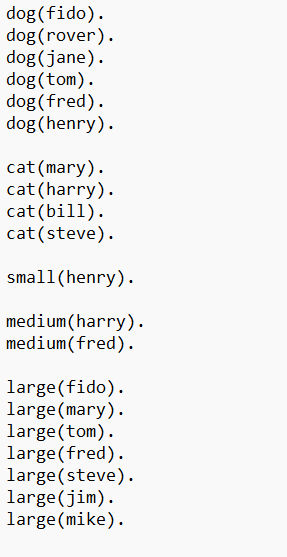 dog(fido).
dog(rover).
dog(jane).
dog(tom).
dog(fred).
dog(henry).

cat(mary).
cat(harry).
cat(bill).
cat(steve).

small(henry).

medium(harry).
medium(fred).

large(fido).
large(mary).
large(tom).
large(fred).
large(steve).
large(jim).
large(mike).